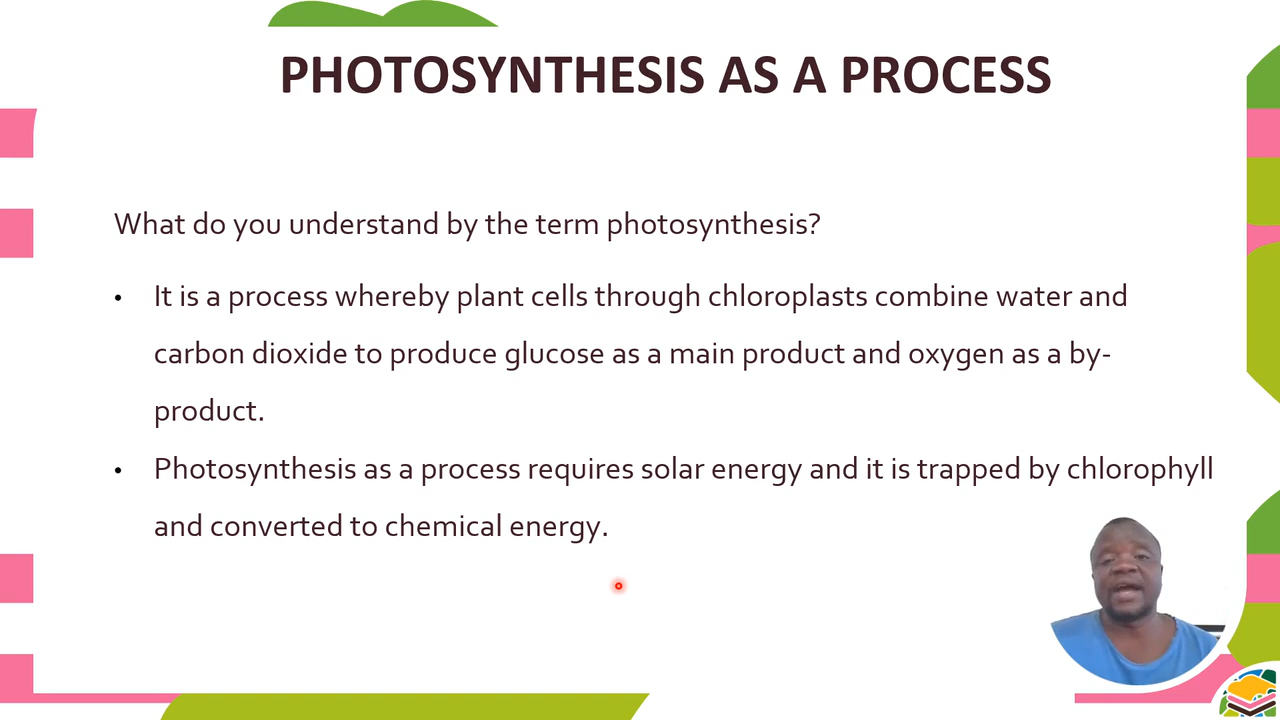 PHOTOSYNTHESIS AS A PROCESS
What do you understand by the term photosynthesis?
• It is a process whereby plant cells through chloroplasts combine water and
carbon dioxide to produce glucose as a main product and oxygen as a by-
product.
• Photosynthesis as a process requires solar energy and it is trapped by chlorophyll
and converted to chemical energy.